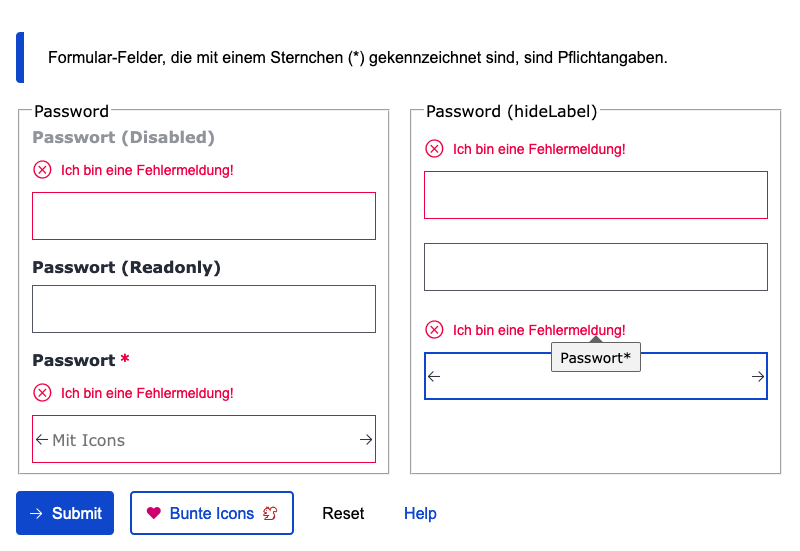 Formular-Felder, die mit einem Sternchen (*) gekennzeichnet sind, sind Pflichtangaben.
Password
Passwort (Disabled)
Ich bin eine Fehlermeldung!
Passwort (Readonly)
Passwort *
Ich bin eine Fehlermeldung!
Mit Icons
Password (hideLabel)
Ich bin eine Fehlermeldung!
Ich bin eine Fehlermeldung!
Passwort*
Submit
Bunte Icons
Reset
Help